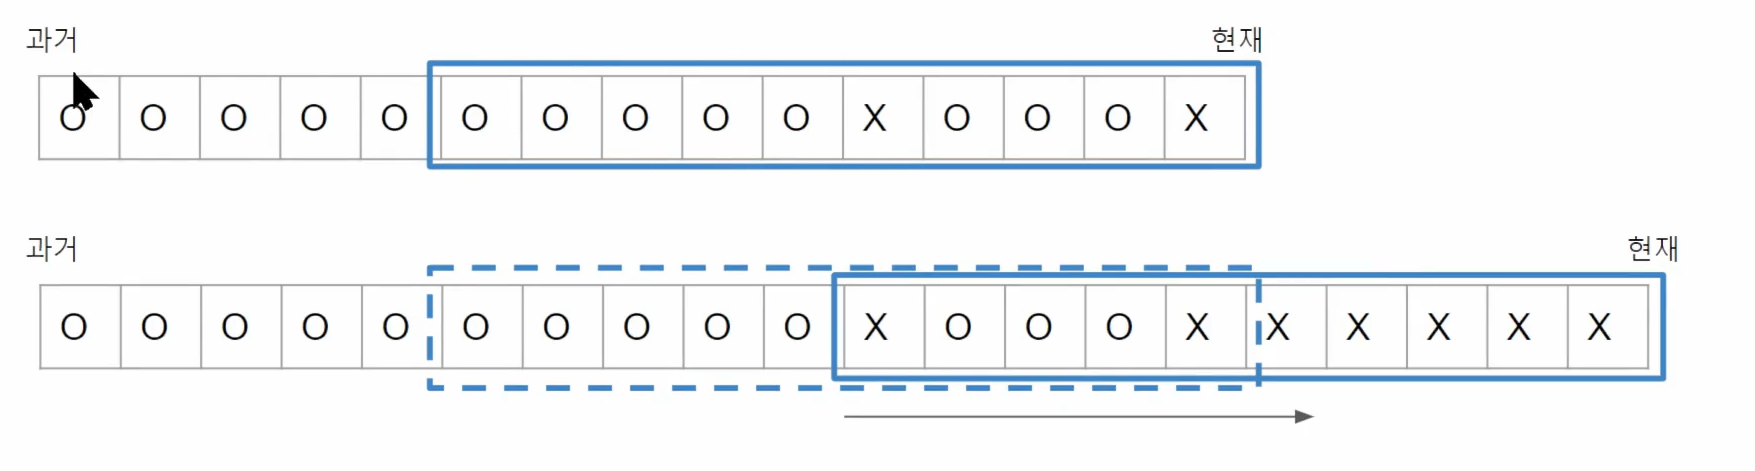 과거 현재
O O O O O O O O O O X O O O X
과거 현재
O O O O O O O O O O X O O O X X X X X X